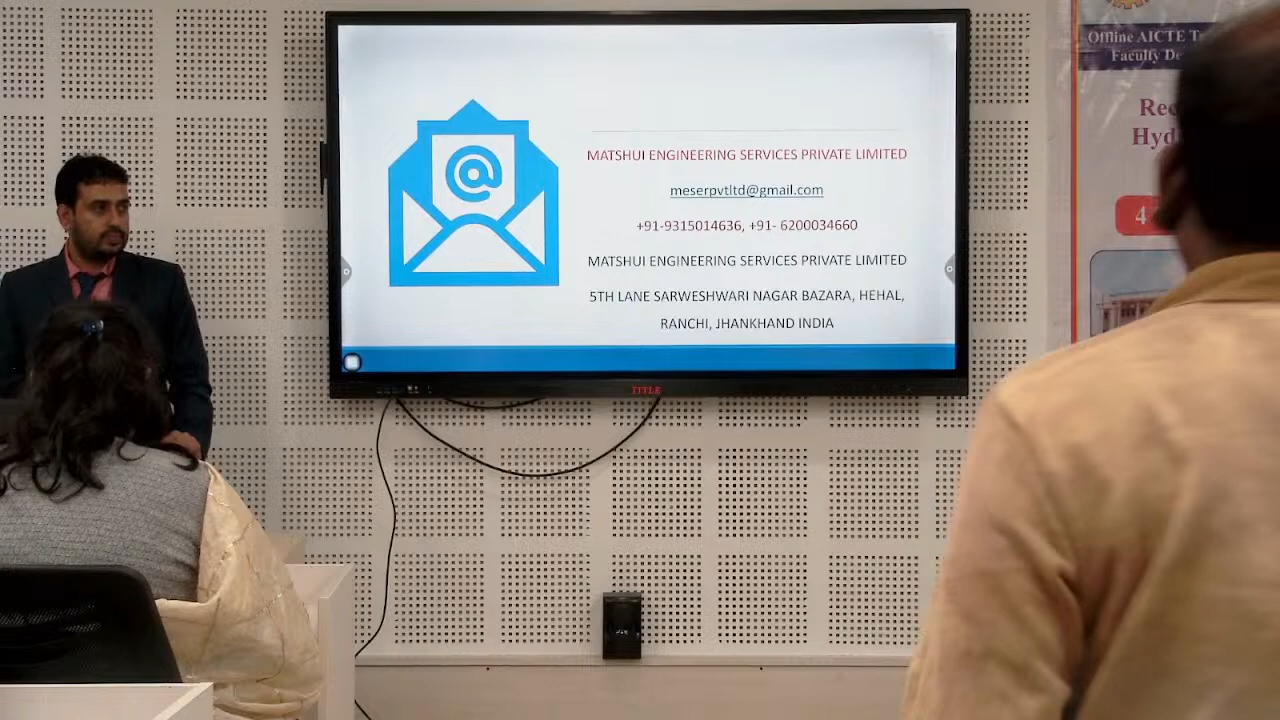 MATSHUI ENGINEERING SERVICES PRIVATE LIMITED
meserpvtltd@gmail.com
+91-9315014636, +91- 6200034660
MATSHUI ENGINEERING SERVICES PRIVATE LIMITED
5TH LANE SARWESHWARI NAGAR BAZARA, HEHAL,
RANCHI, JHANKHAND INDIA
TITLE
Offline AICTE
Faculty
4